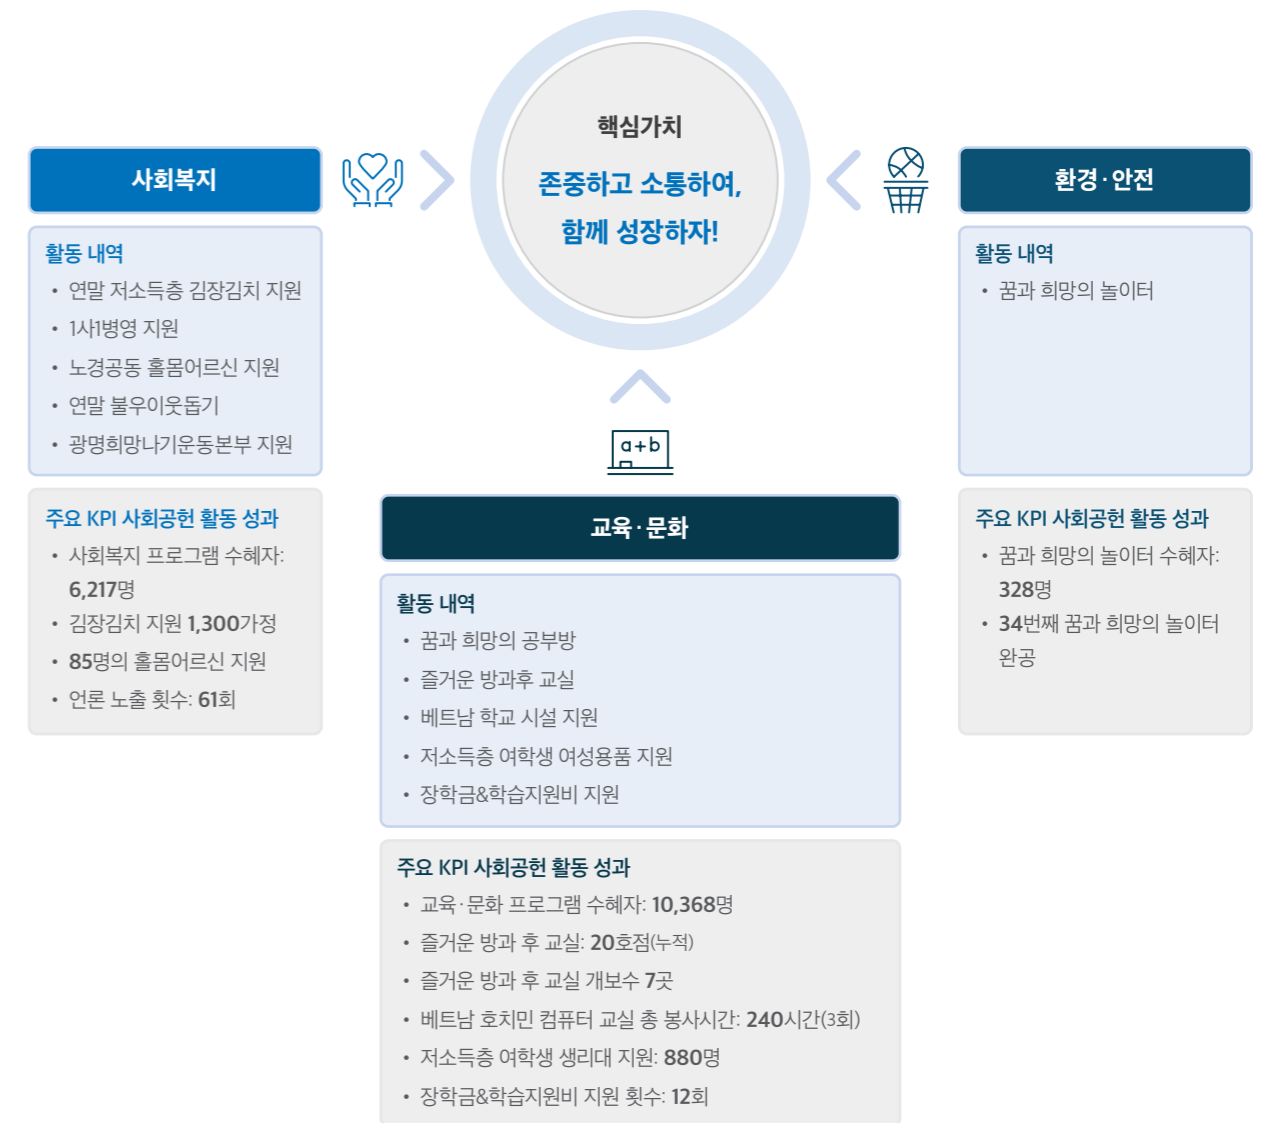 핵심가치
존중하고 소통하여,
함께 성장하자!
사회복지
활동 내역
• 연말 저소득층 김장김치 지원
• 1사1병영 지원
• 노경공동 홀몸어르신 지원
• 연말 불우이웃돕기
• 광명희망나기운동본부 지원
주요 KPI 사회공헌 활동 성과
• 사회복지 프로그램 수혜자:
6,217명
• 김장김치 지원 1,300가정
• 85명의 홀몸어르신 지원
• 언론 노출 횟수: 61회
a+b
교육·문화
활동 내역
• 꿈과 희망의 공부방
• 즐거운 방과후 교실
• 베트남 학교 시설 지원
• 저소득층 여학생 여성용품 지원
• 장학금&학습지원비 지원
주요 KPI 사회공헌 활동 성과
• 교육·문화 프로그램 수혜자: 10,368명
• 즐거운 방과 후 교실: 20호점(누적)
• 즐거운 방과 후 교실 개보수 7곳
• 베트남 호치민 컴퓨터 교실 총 봉사시간: 240시간(3회)
• 저소득층 여학생 생리대 지원: 880명
• 장학금&학습지원비 지원 횟수: 12회
환경·안전
활동 내역
• 꿈과 희망의 놀이터
주요 KPI 사회공헌 활동 성과
• 꿈과 희망의 놀이터 수혜자:
328명
• 34번째 꿈과 희망의 놀이터
완공